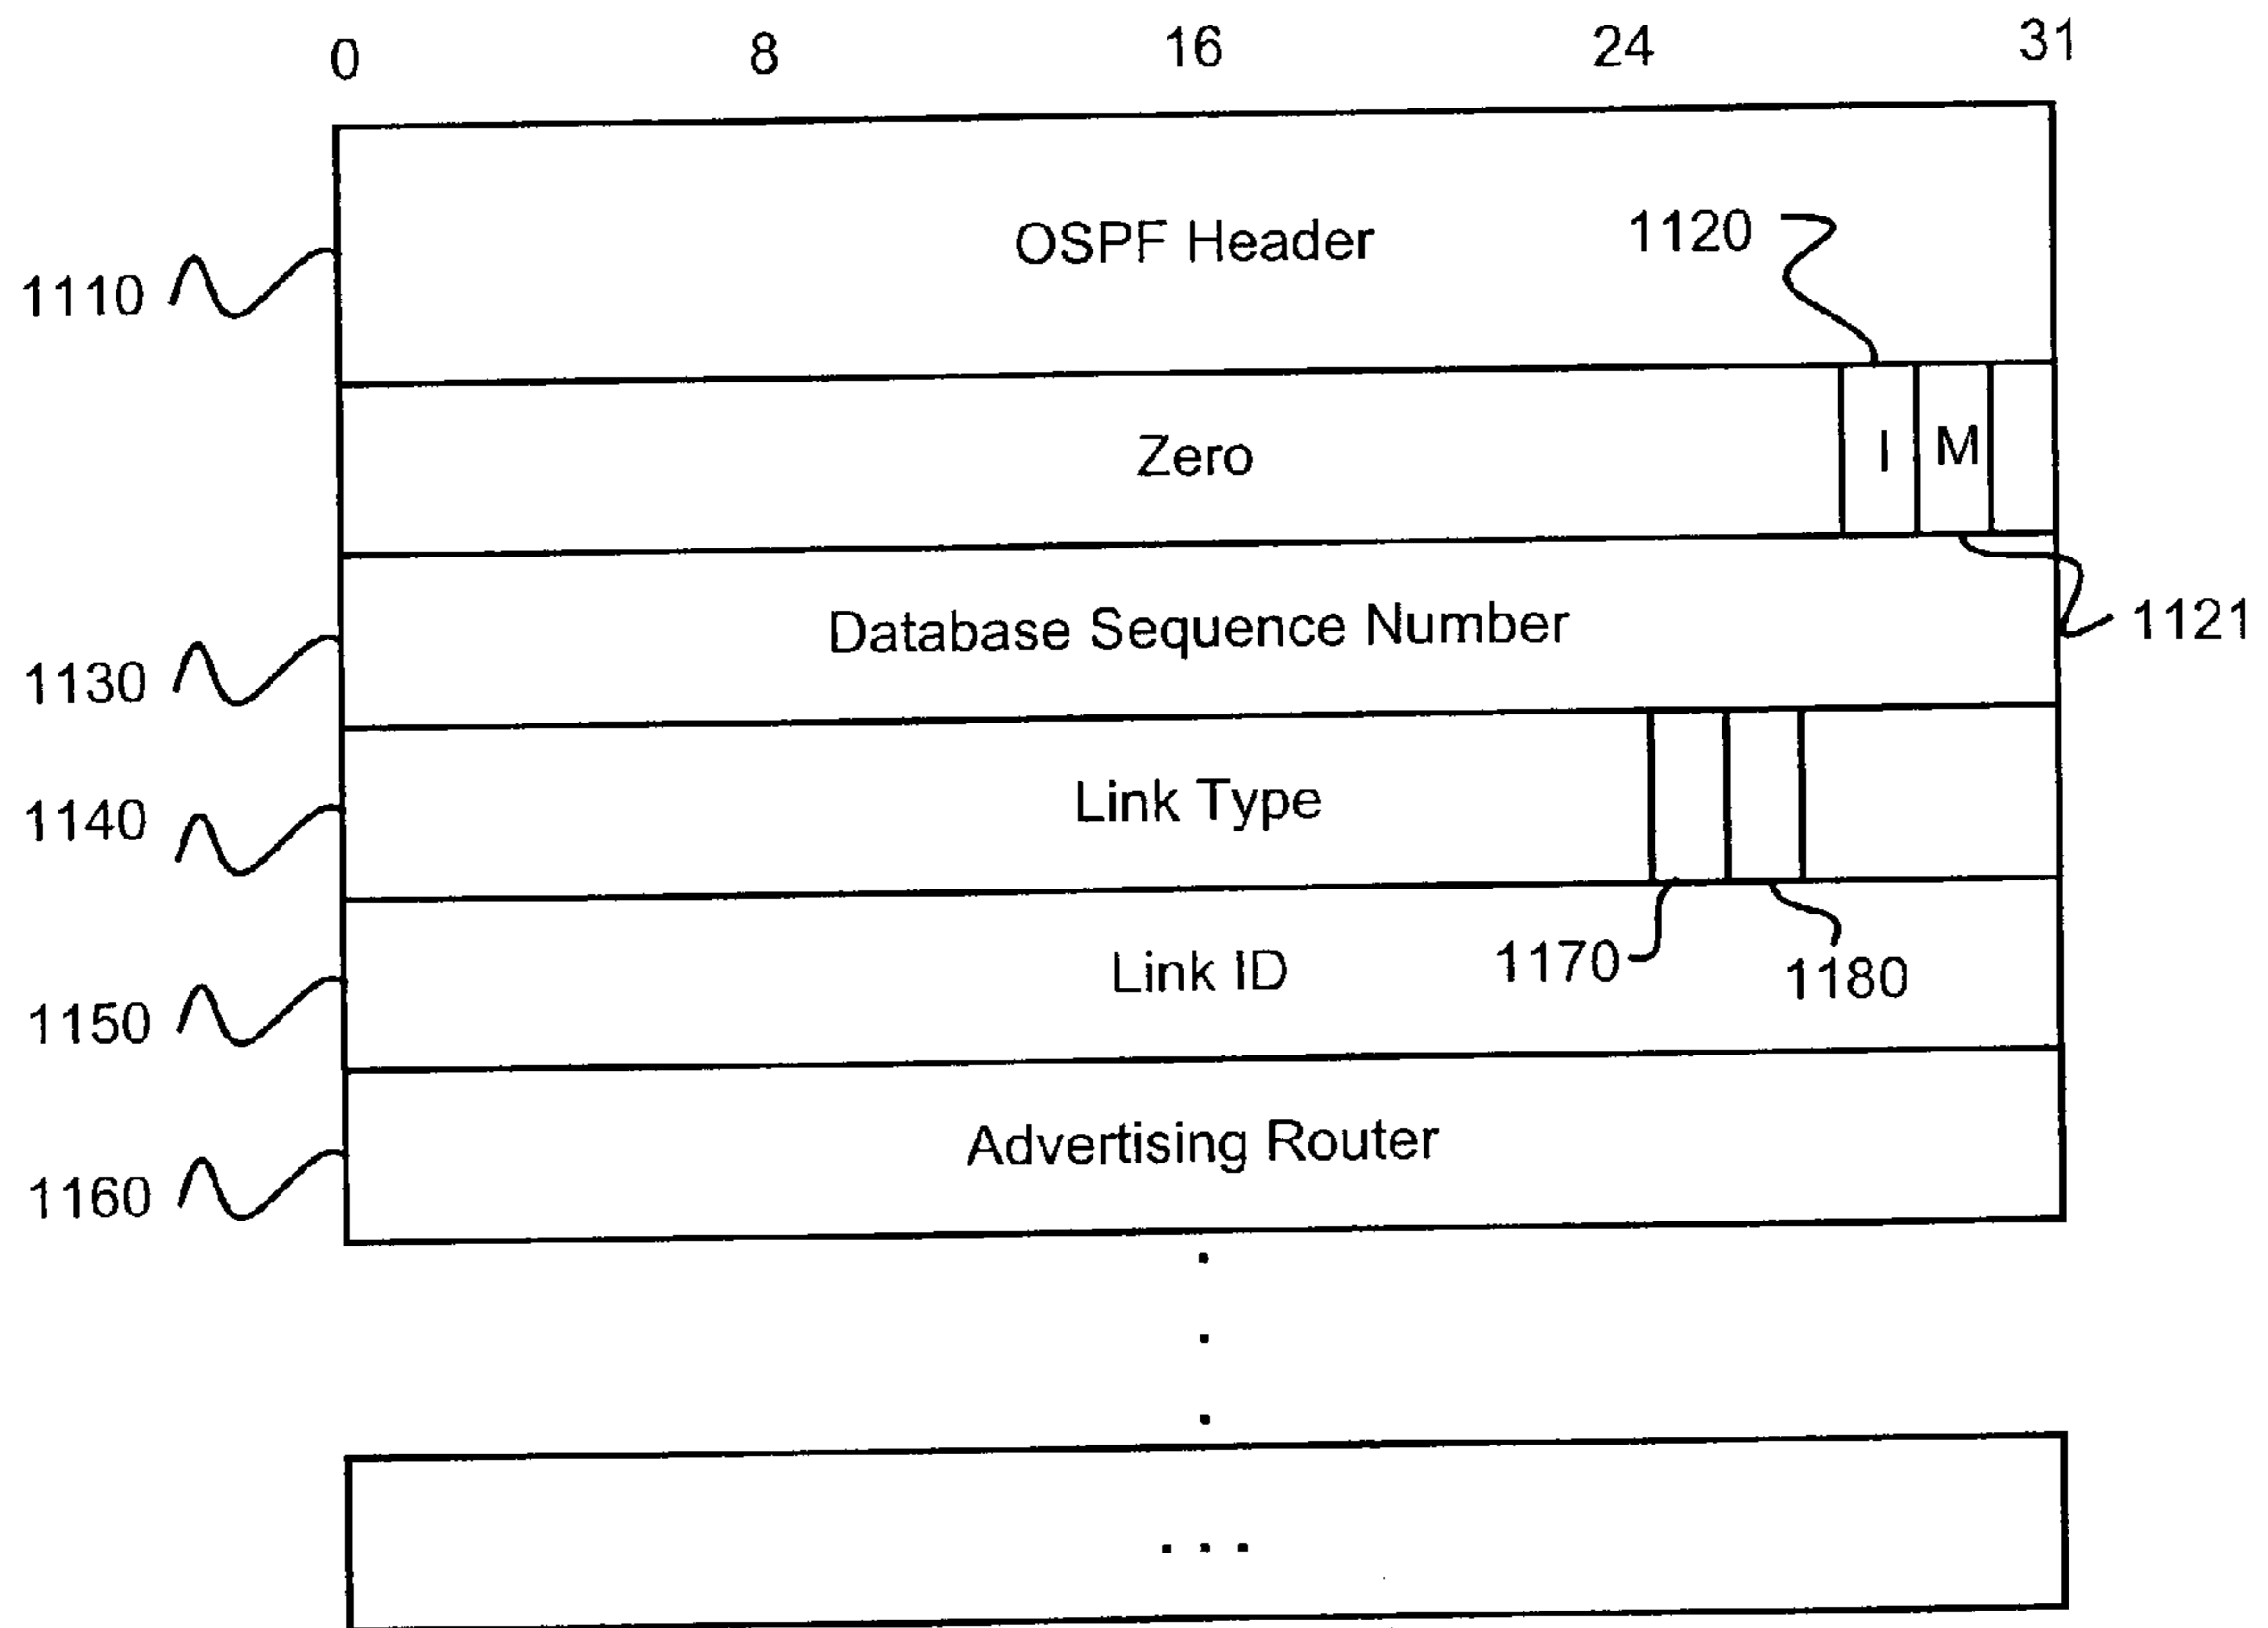 0 8 16 24 31
OSPF Header
1120
1110
Zero I M
Database Sequence Number
1121
1130
Link Type
1140
Link ID
1170
1180
1150
Advertising Router
1160
.
.
.
...